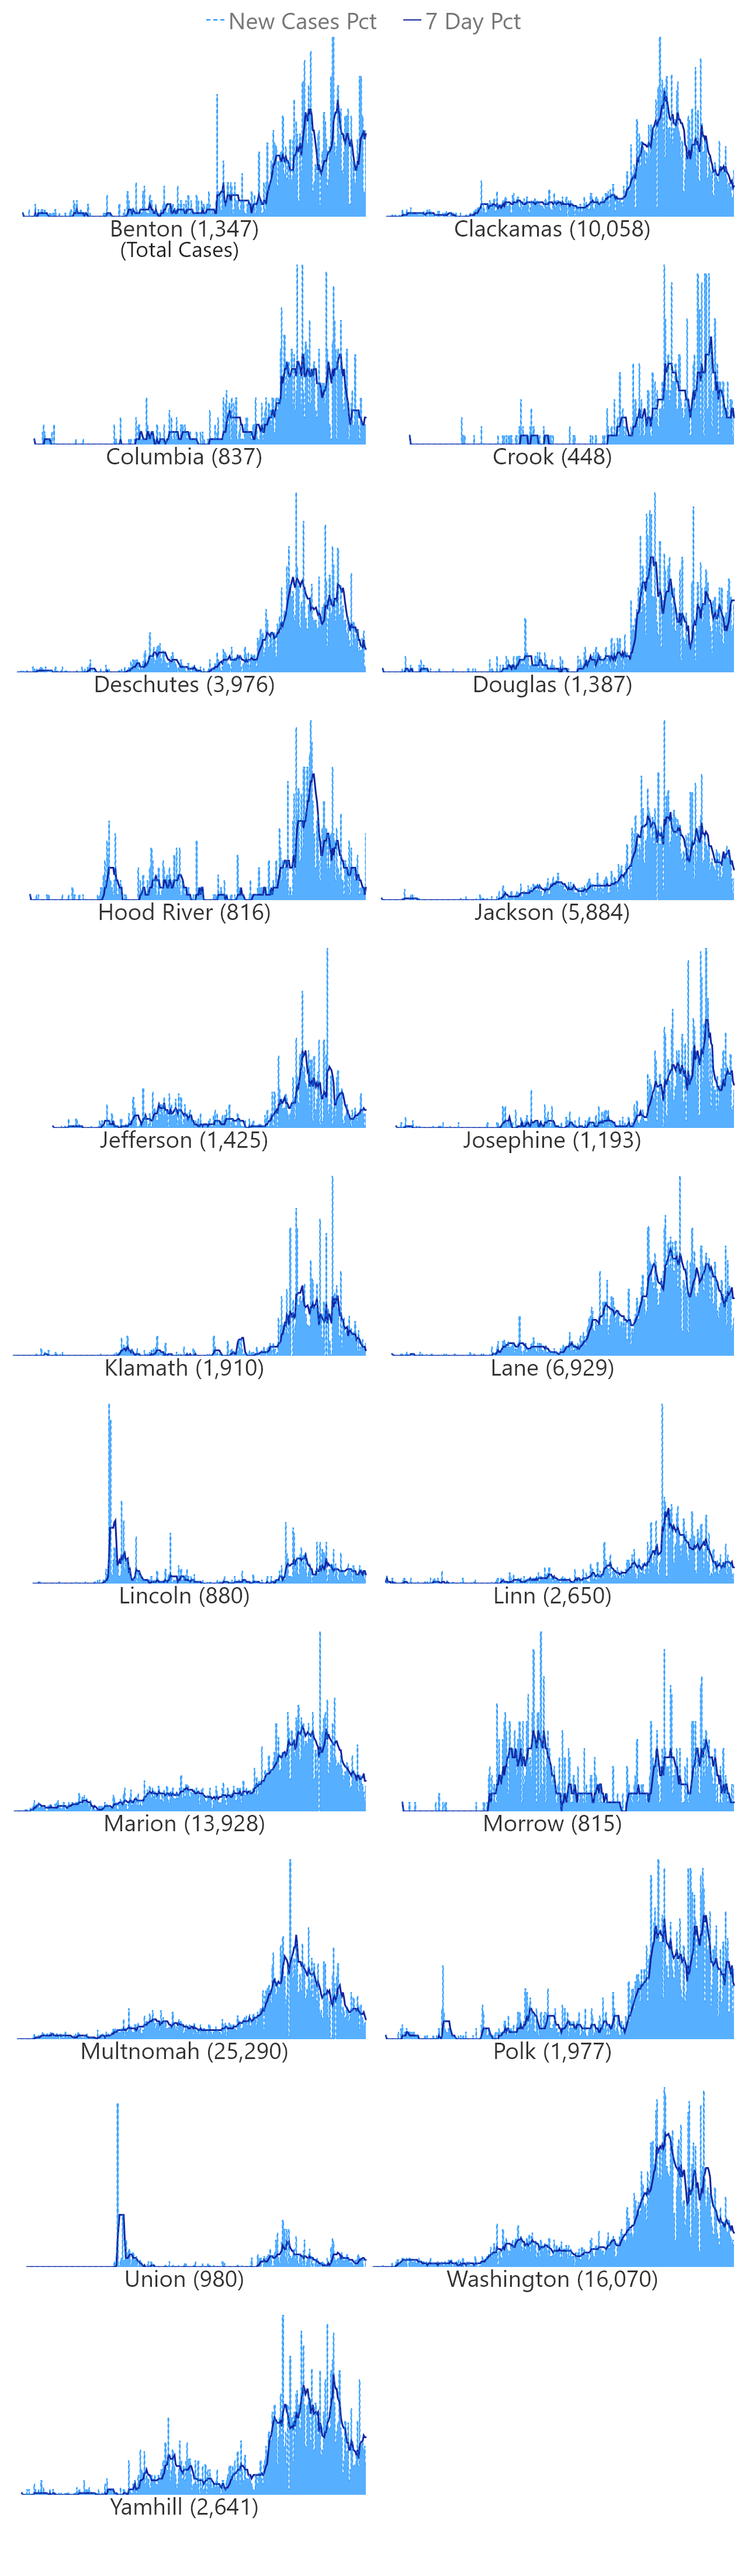 New Cases Pct 7 Day Pct
Benton (1,347) Clackamas (10,058)
(Total Cases)
Columbia (837) Crook (448)
Deschutes (3,976) Douglas (1,387)
Hood River (816) Jackson (5,884)
Jefferson (1,425) Josephine (1,193)
Klamath (1,910) Lane (6,929)
Lincoln (880) Linn (2,650)
Marion (13,928) Morrow (815)
Multnomah (25,290) Polk (1,977)
Union (980) Washington (16,070)
Yamhill (2,641)